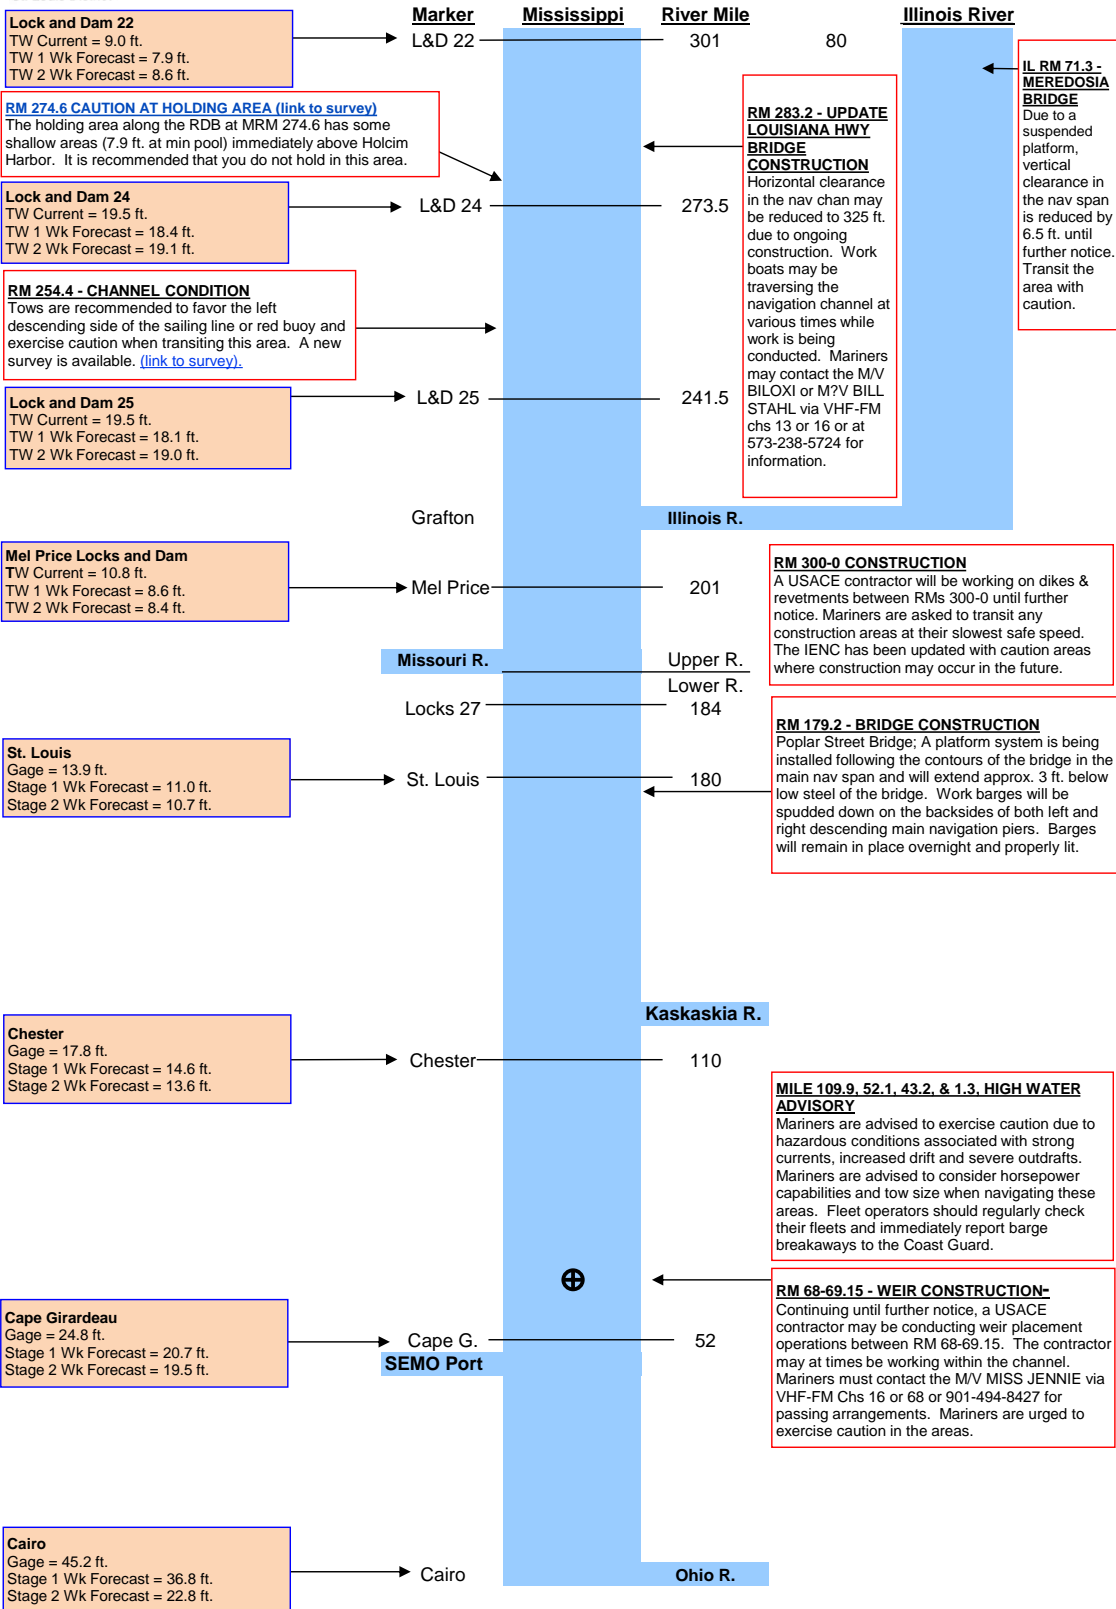 Marker Mississippi River Mile Illinois River
Lock and Dam 22
TW Current = 9.0 ft.
TW 1 Wk Forecast = 7.9 ft.
TW 2 Wk Forecast = 8.6 ft.
L&D 22 301 80
RM 274.6 CAUTION AT HOLDING AREA (link to survey)
The holding area along the RDB at MRM 274.6 has some
shallow areas (7.9 ft. at min pool) immediately above Holcim
Harbor. It is recommended that you do not hold in this area.
IL RM 71.3 -
MEREDOSIA
BRIDGE
Due to a
suspended
platform,
vertical
clearance in
the nav span
is reduced by
6.5 ft. until
further notice.
Transit the
area with
caution.
RM 283.2 - UPDATE
LOUISIANA HWY
BRIDGE
CONSTRUCTION
Horizontal clearance
in the nav chan may
be reduced to 325 ft.
due to ongoing
construction. Work
boats may be
traversing the
navigation channel at
various times while
work is being
conducted. Mariners
may contact the M/V
BILOXI or M?V BILL
STAHL via VHF-FM
chs 13 or 16 or at
573-238-5724 for
information.
Lock and Dam 24
TW Current = 19.5 ft.
TW 1 Wk Forecast = 18.4 ft.
TW 2 Wk Forecast = 19.1 ft.
L&D 24 273.5
RM 254.4 - CHANNEL CONDITION
Tows are recommended to favor the left
descending side of the sailing line or red buoy and
exercise caution when transiting this area. A new
survey is available. (link to survey).
Lock and Dam 25
TW Current = 19.5 ft.
TW 1 Wk Forecast = 18.1 ft.
TW 2 Wk Forecast = 19.0 ft.
L&D 25 241.5
Grafton Illinois R.
Mel Price Locks and Dam
TW Current = 10.8 ft.
TW 1 Wk Forecast = 8.6 ft.
TW 2 Wk Forecast = 8.4 ft.
Mel Price 201
RM 300-0 CONSTRUCTION
A USACE contractor will be working on dikes &
revetments between RMs 300-0 until further
notice. Mariners are asked to transit any
construction areas at their slowest safe speed.
The IENC has been updated with caution areas
where construction may occur in the future.
Missouri R. Upper R.
Lower R.
Locks 27 184
RM 179.2 - BRIDGE CONSTRUCTION
Poplar Street Bridge; A platform system is being
installed following the contours of the bridge in the
main nav span and will extend approx. 3 ft. below
low steel of the bridge. Work barges will be
spudded down on the backsides of both left and
right descending main navigation piers. Barges
will remain in place overnight and properly lit.
St. Louis
Gage = 13.9 ft.
Stage 1 Wk Forecast = 11.0 ft.
Stage 2 Wk Forecast = 10.7 ft.
St. Louis 180
Kaskaskia R.
Chester
Gage = 17.8 ft.
Stage 1 Wk Forecast = 14.6 ft.
Stage 2 Wk Forecast = 13.6 ft.
Chester 110
MILE 109.9, 52.1, 43.2, & 1.3, HIGH WATER
ADVISORY
Mariners are advised to exercise caution due to
hazardous conditions associated with strong
currents, increased drift and severe outdrafts.
Mariners are advised to consider horsepower
capabilities and tow size when navigating these
areas. Fleet operators should regularly check
their fleets and immediately report barge
breakaways to the Coast Guard.
RM 68-69.15 - WEIR CONSTRUCTION-
Continuing until further notice, a USACE
contractor may be conducting weir placement
operations between RM 68-69.15. The contractor
may at times be working within the channel.
Mariners must contact the M/V MISS JENNIE via
VHF-FM Chs 16 or 68 or 901-494-8427 for
passing arrangements. Mariners are urged to
exercise caution in the areas.
Cape Girardeau
Gage = 24.8 ft.
Stage 1 Wk Forecast = 20.7 ft.
Stage 2 Wk Forecast = 19.5 ft.
Cape G. 52
SEMO Port
Cairo
Gage = 45.2 ft.
Stage 1 Wk Forecast = 36.8 ft.
Stage 2 Wk Forecast = 22.8 ft.
Cairo Ohio R.